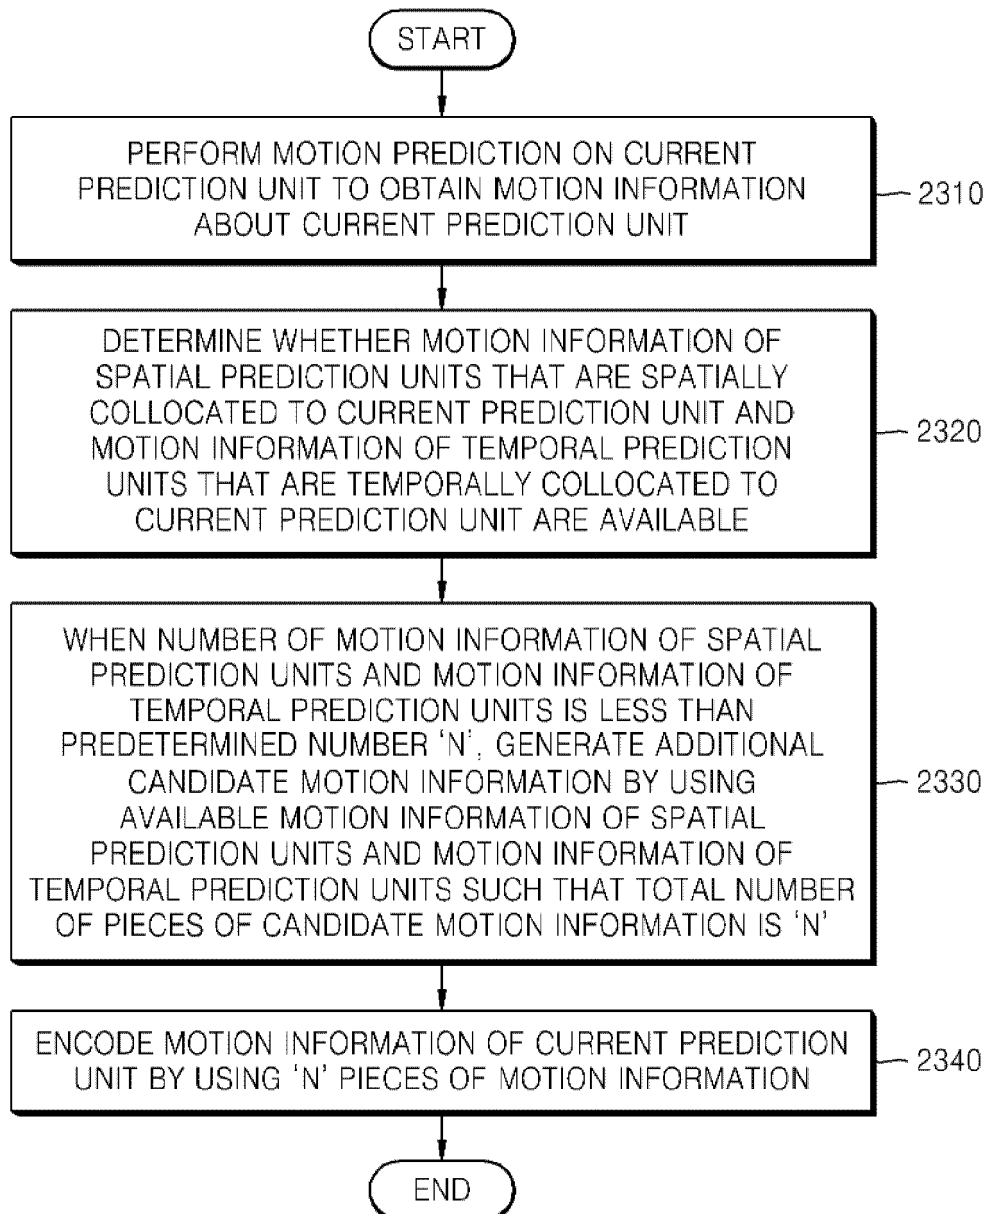 START
PERFORM MOTION PREDICTION ON CURRENT
PREDICTION UNIT TO OBTAIN MOTION INFORMATION
ABOUT CURRENT PREDICTION UNIT
2310
DETERMINE WHETHER MOTION INFORMATION OF
SPATIAL PREDICTION UNITS THAT ARE SPATIALLY
COLLOCATED TO CURRENT PREDICTION UNIT AND
MOTION INFORMATION OF TEMPORAL PREDICTION
UNITS THAT ARE TEMPORALLY COLLOCATED TO
CURRENT PREDICTION UNIT ARE AVAILABLE
2320
WHEN NUMBER OF MOTION INFORMATION OF SPATIAL
PREDICTION UNITS AND MOTION INFORMATION OF
TEMPORAL PREDICTION UNITS IS LESS THAN
PREDETERMINED NUMBER ‘N’, GENERATE ADDITIONAL
CANDIDATE MOTION INFORMATION BY USING
AVAILABLE MOTION INFORMATION OF SPATIAL
PREDICTION UNITS AND MOTION INFORMATION OF
TEMPORAL PREDICTION UNITS SUCH THAT TOTAL NUMBER
OF PIECES OF CANDIDATE MOTION INFORMATION IS ‘N’
2330
ENCODE MOTION INFORMATION OF CURRENT PREDICTION
UNIT BY USING ‘N’ PIECES OF MOTION INFORMATION
2340
END